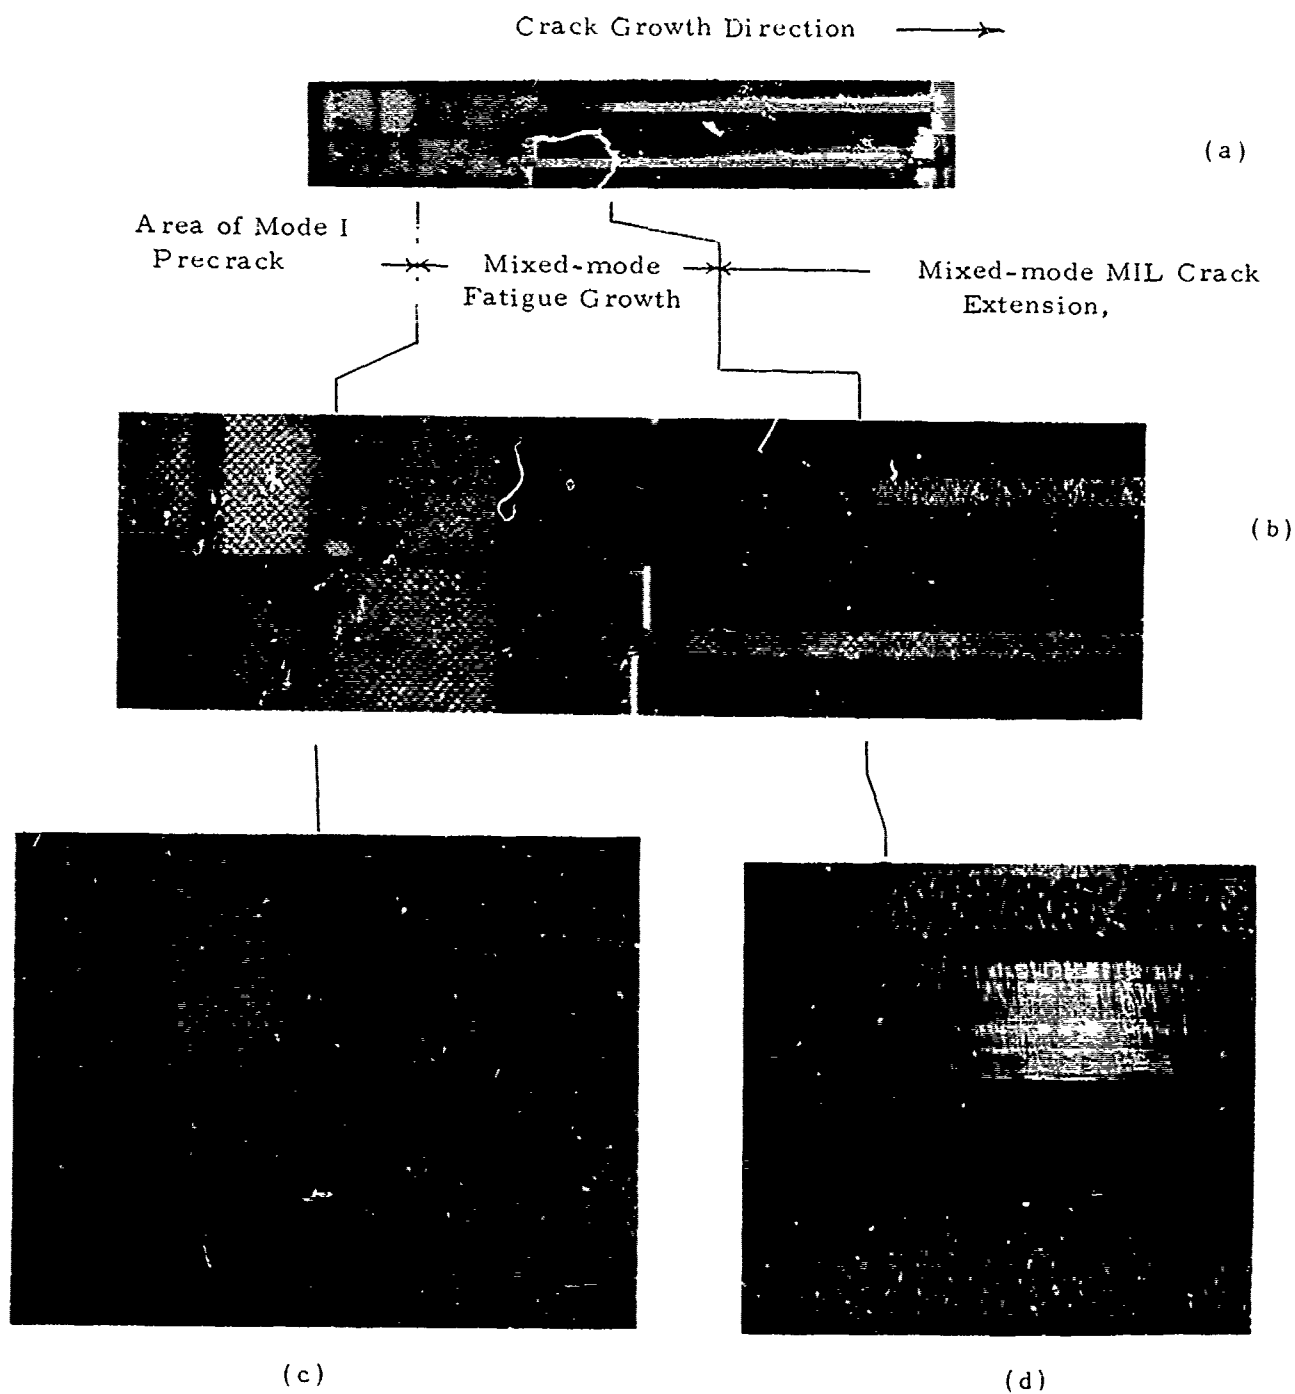 Crack Growth Direction
(a)
Area of Mode I
Precrack
Mixed-mode
Fatigue Growth
Mixed-mode MIL Crack
Extension,
(b)
(c)
(d)